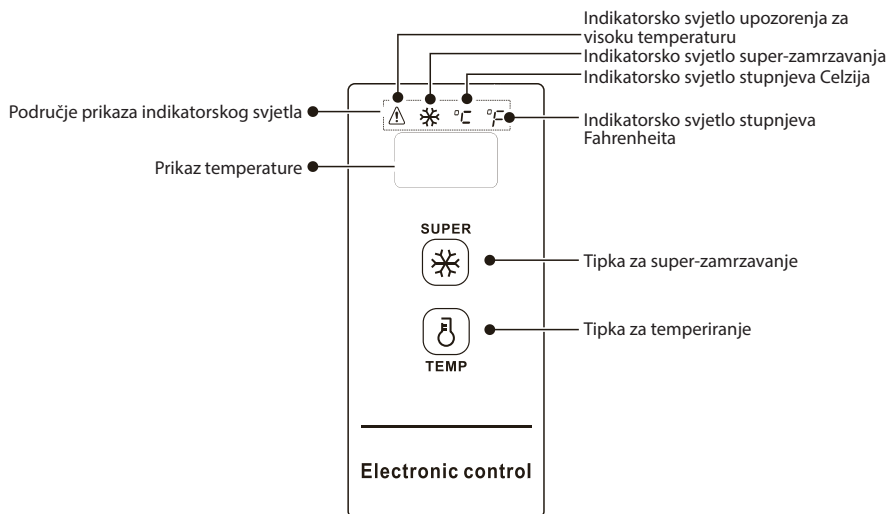 Indikatorsko svjetlo upozorenja za
visoku temperaturu
Indikatorsko svjetlo super-zamrzavanja
Indikatorsko svjetlo stupnjeva Celzija
Područje prikaza indikatorskog svjetla
°C °F
Indikatorsko svjetlo stupnjeva
Fahrenheita
Prikaz temperature
SUPER
Tipka za super-zamrzavanje
Tipka za temperiranje
TEMP
Electronic control